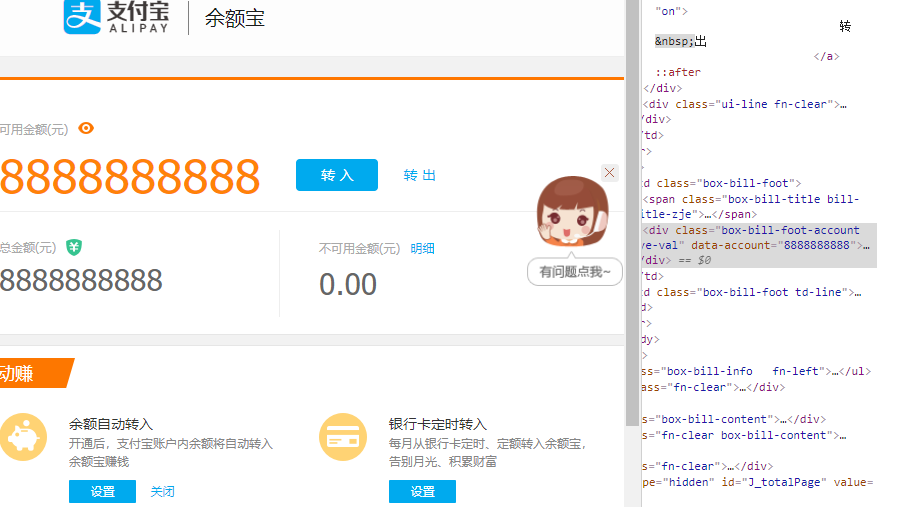 支付宝
ALIPAY
余额宝
可用金额(元)
8888888888
转 入
转 出
总金额(元)
8888888888
不可用金额(元) 明细
0.00
有问题点我~
动赚
余额自动转入
开通后，支付宝账户内余额将自动转入
余额宝赚钱
设置
关闭
银行卡定时转入
每月从银行卡定时、定额转入余额宝，
告别月光、积累财富
设置
"on">
转
&nbsp;出
</a>
::after
</div>
<div class="ui-line fn-clear">…
/div>
/td>
r>
>
d class="box-bill-foot">
<span class="box-bill-title bill-
itle-zje">…</span>
<div class="box-bill-foot-account
ve-val" data-account="8888888888">…
/div> == $0
/td>
d class="box-bill-foot td-line">…
d>
r>
dy>
>
ss="box-bill-info   fn-left">…</ul>
ass="fn-clear">…</div>
s="box-bill-content">…</div>
s="fn-clear box-bill-content">…
s="fn-clear">…</div>
pe="hidden" id="J_totalPage" value=